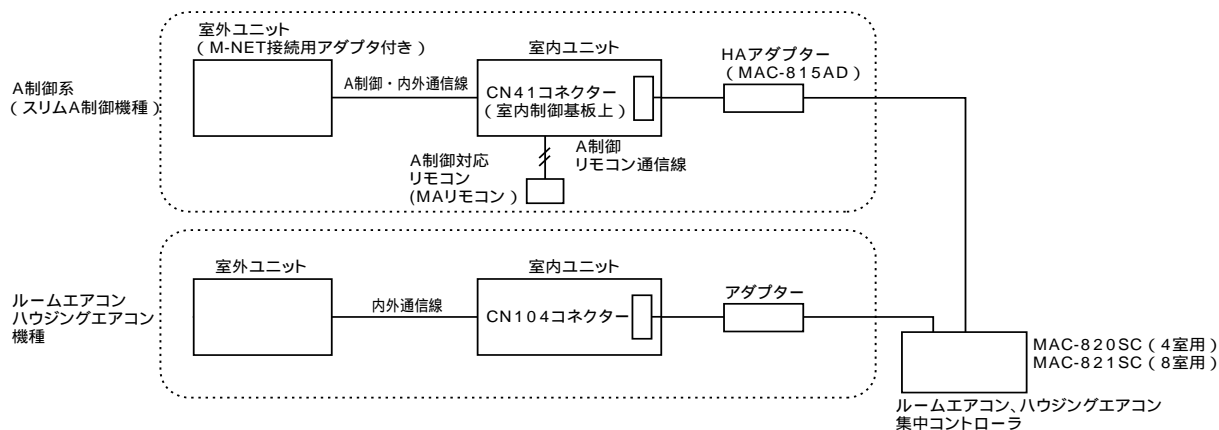 室外ユニット
（M-NET接続用アダプタ付き）
室内ユニット
HAアダプター
（MAC-815AD）
A制御系
（スリムA制御機種）
A制御・内外通信線
CN41コネクター
（室内制御基板上）
A制御対応
リモコン
(MAリモコン）
A制御
リモコン通信線
室外ユニット
室内ユニット
アダプター
ルームエアコン
ハウジングエアコン
機種
内外通信線
CN104コネクター
MAC-820SC（4室用）
MAC-821SC（8室用）
ルームエアコン、ハウジングエアコン
集中コントローラ